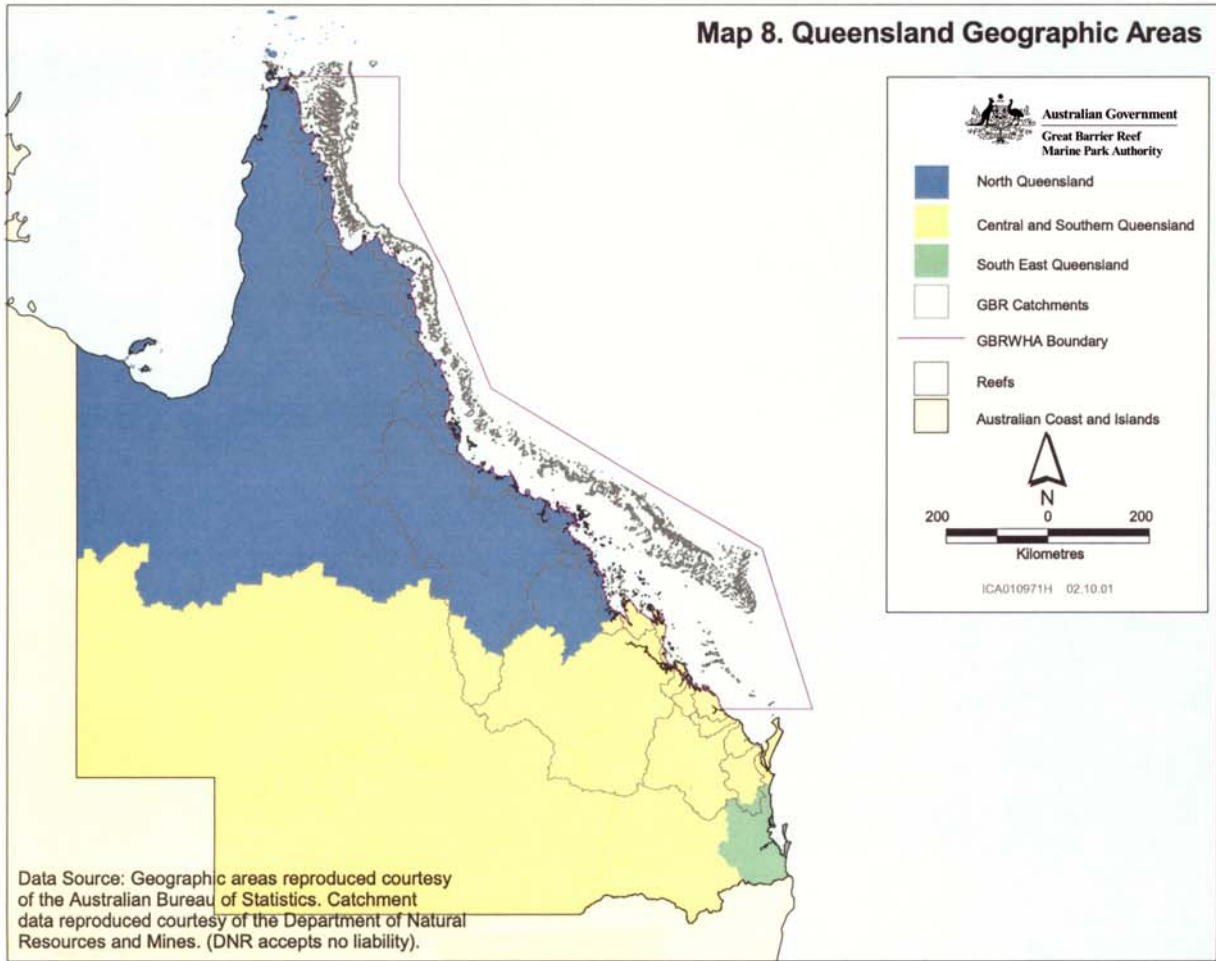 Map 8. Queensland Geographic Areas
Australian Government
Great Barrier Reef
Marine Park Authority
North Queensland
Central and Southern Queensland
South East Queensland
GBR Catchments
GBRWHA Boundary
Reefs
Australian Coast and Islands
N
200 0 200
Kilometres
ICA010971H 02.10.01
Data Source: Geographic areas reproduced courtesy
of the Australian Bureau of Statistics. Catchment
data reproduced courtesy of the Department of Natural
Resources and Mines. (DNR accepts no liability).